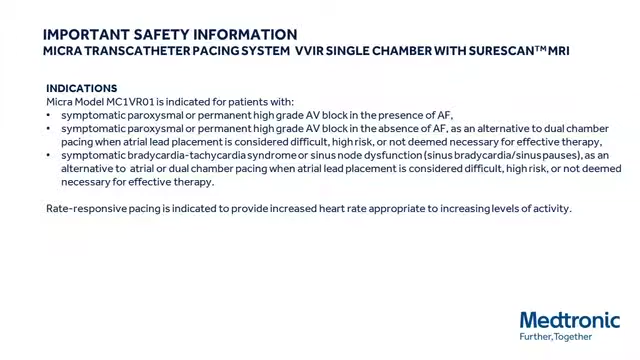 IMPORTANT SAFETY INFORMATION
MICRA TRANSCATHETER PACING SYSTEM VVIR SINGLE CHAMBER WITH SURESCAN™ MRI
INDICATIONS
Micra Model MC1VR01 is indicated for patients with:
• symptomatic paroxysmal or permanent high grade AV block in the presence of AF,
• symptomatic paroxysmal or permanent high grade AV block in the absence of AF, as an alternative to dual chamber
pacing when atrial lead placement is considered difficult, high risk, or not deemed necessary for effective therapy,
• symptomatic bradycardia-tachycardia syndrome or sinus node dysfunction (sinus bradycardia/sinus pauses), as an
alternative to atrial or dual chamber pacing when atrial lead placement is considered difficult, high risk, or not deemed
necessary for effective therapy.
Rate-responsive pacing is indicated to provide increased heart rate appropriate to increasing levels of activity.
Medtronic
Further, Together